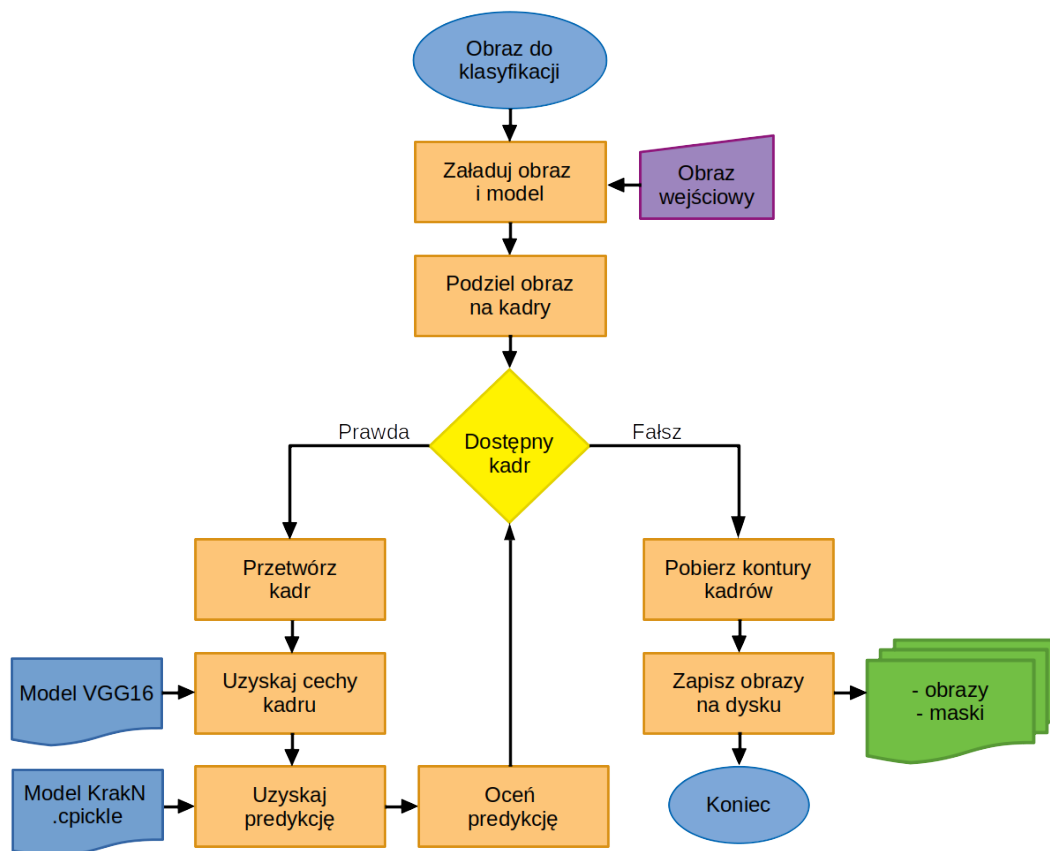 Obraz do
klasyfikacji
Załaduj obraz
i model
Obraz
wejściowy
Podziel obraz
na kadry
Dostępny
kadr
Prawda
Fałsz
Przetwórz
kadr
Pobierz kontury
kadrów
Model VGG16
Uzyskaj cechy
kadru
Zapisz obrazy
na dysku
- obrazy
- maski
Model KrakN
.cpickle
Uzyskaj
predykcję
Oceń
predykcję
Koniec